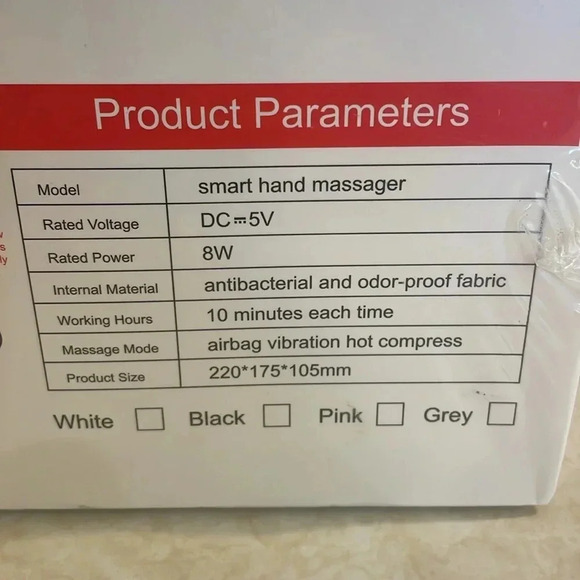 Product Parameters
Model smart hand massager
Rated Voltage DC⎓5V
Rated Power 8W
Internal Material antibacterial and odor-proof fabric
Working Hours 10 minutes each time
Massage Mode airbag vibration hot compress
Product Size 220*175*105mm
White Black Pink Grey